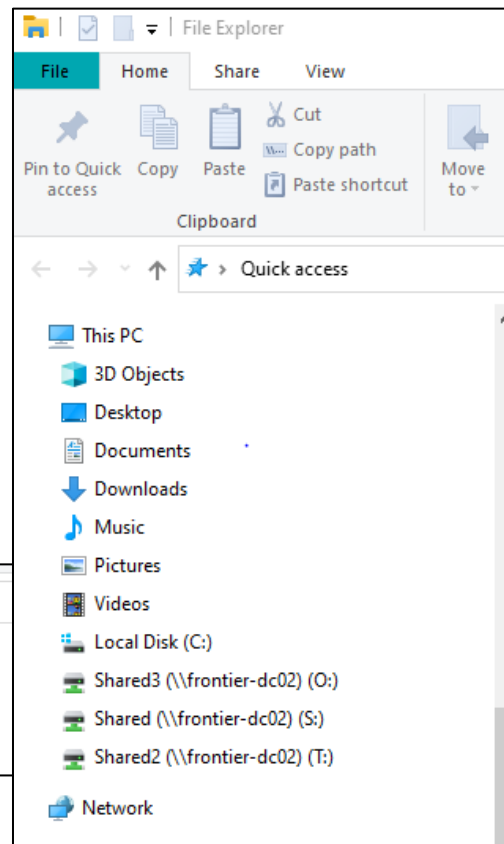 File Explorer
File Home Share View
Pin to Quick access
Copy
Paste
Cut
Copy path
Paste shortcut
Move to
Clipboard
Quick access
This PC
3D Objects
Desktop
Documents
Downloads
Music
Pictures
Videos
Local Disk (C:)
Shared3 (\\frontier-dc02) (O:)
Shared (\\frontier-dc02) (S:)
Shared2 (\\frontier-dc02) (T:)
Network